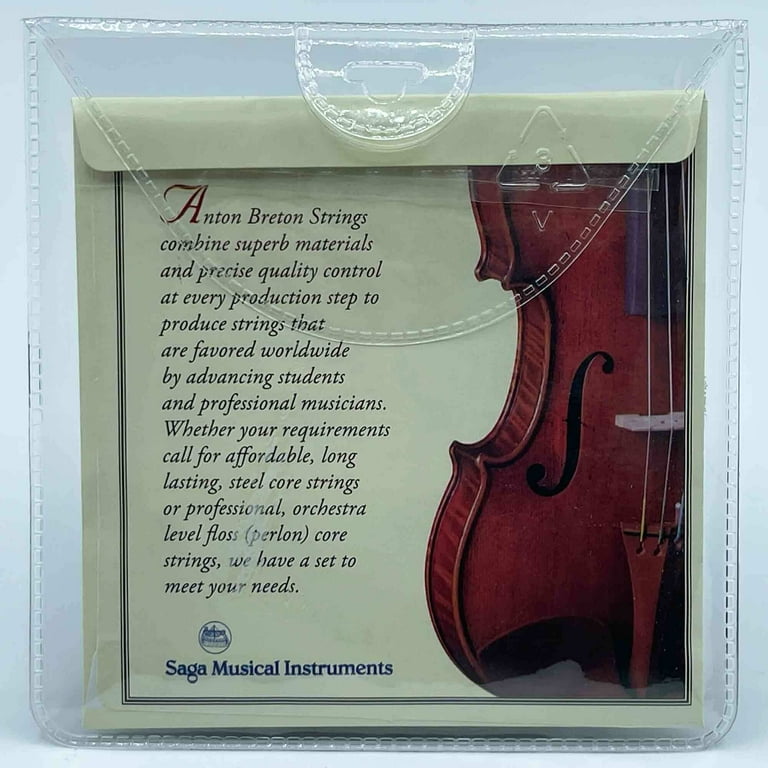 3
V
Anton Breton Strings
combine superb materials
and precise quality control
at every production step to
produce strings that
are favored worldwide
by advancing students
and professional musicians.
Whether your requirements
call for affordable, long
lasting, steel core strings
or professional, orchestra
level floss (perlon) core
strings, we have a set to
meet your needs.
Saga Musical Instruments